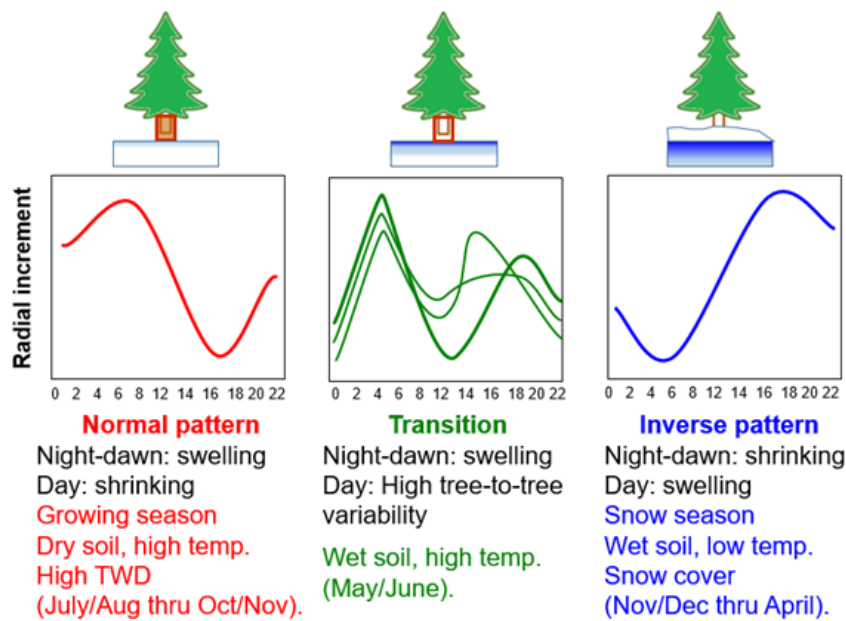 Radial increment
0 2 4 6 8 12 14 16 18 20 22
0 2 4 6 8 12 14 16 18 20 22
0 2 4 6 8 12 14 16 18 20 22
Normal pattern
Night-dawn: swelling
Day: shrinking
Growing season
Dry soil, high temp.
High TWD
(July/Aug thru Oct/Nov).
Transition
Night-dawn: swelling
Day: High tree-to-tree
variability
Wet soil, high temp.
(May/June).
Inverse pattern
Night-dawn: shrinking
Day: swelling
Snow season
Wet soil, low temp.
Snow cover
(Nov/Dec thru April).